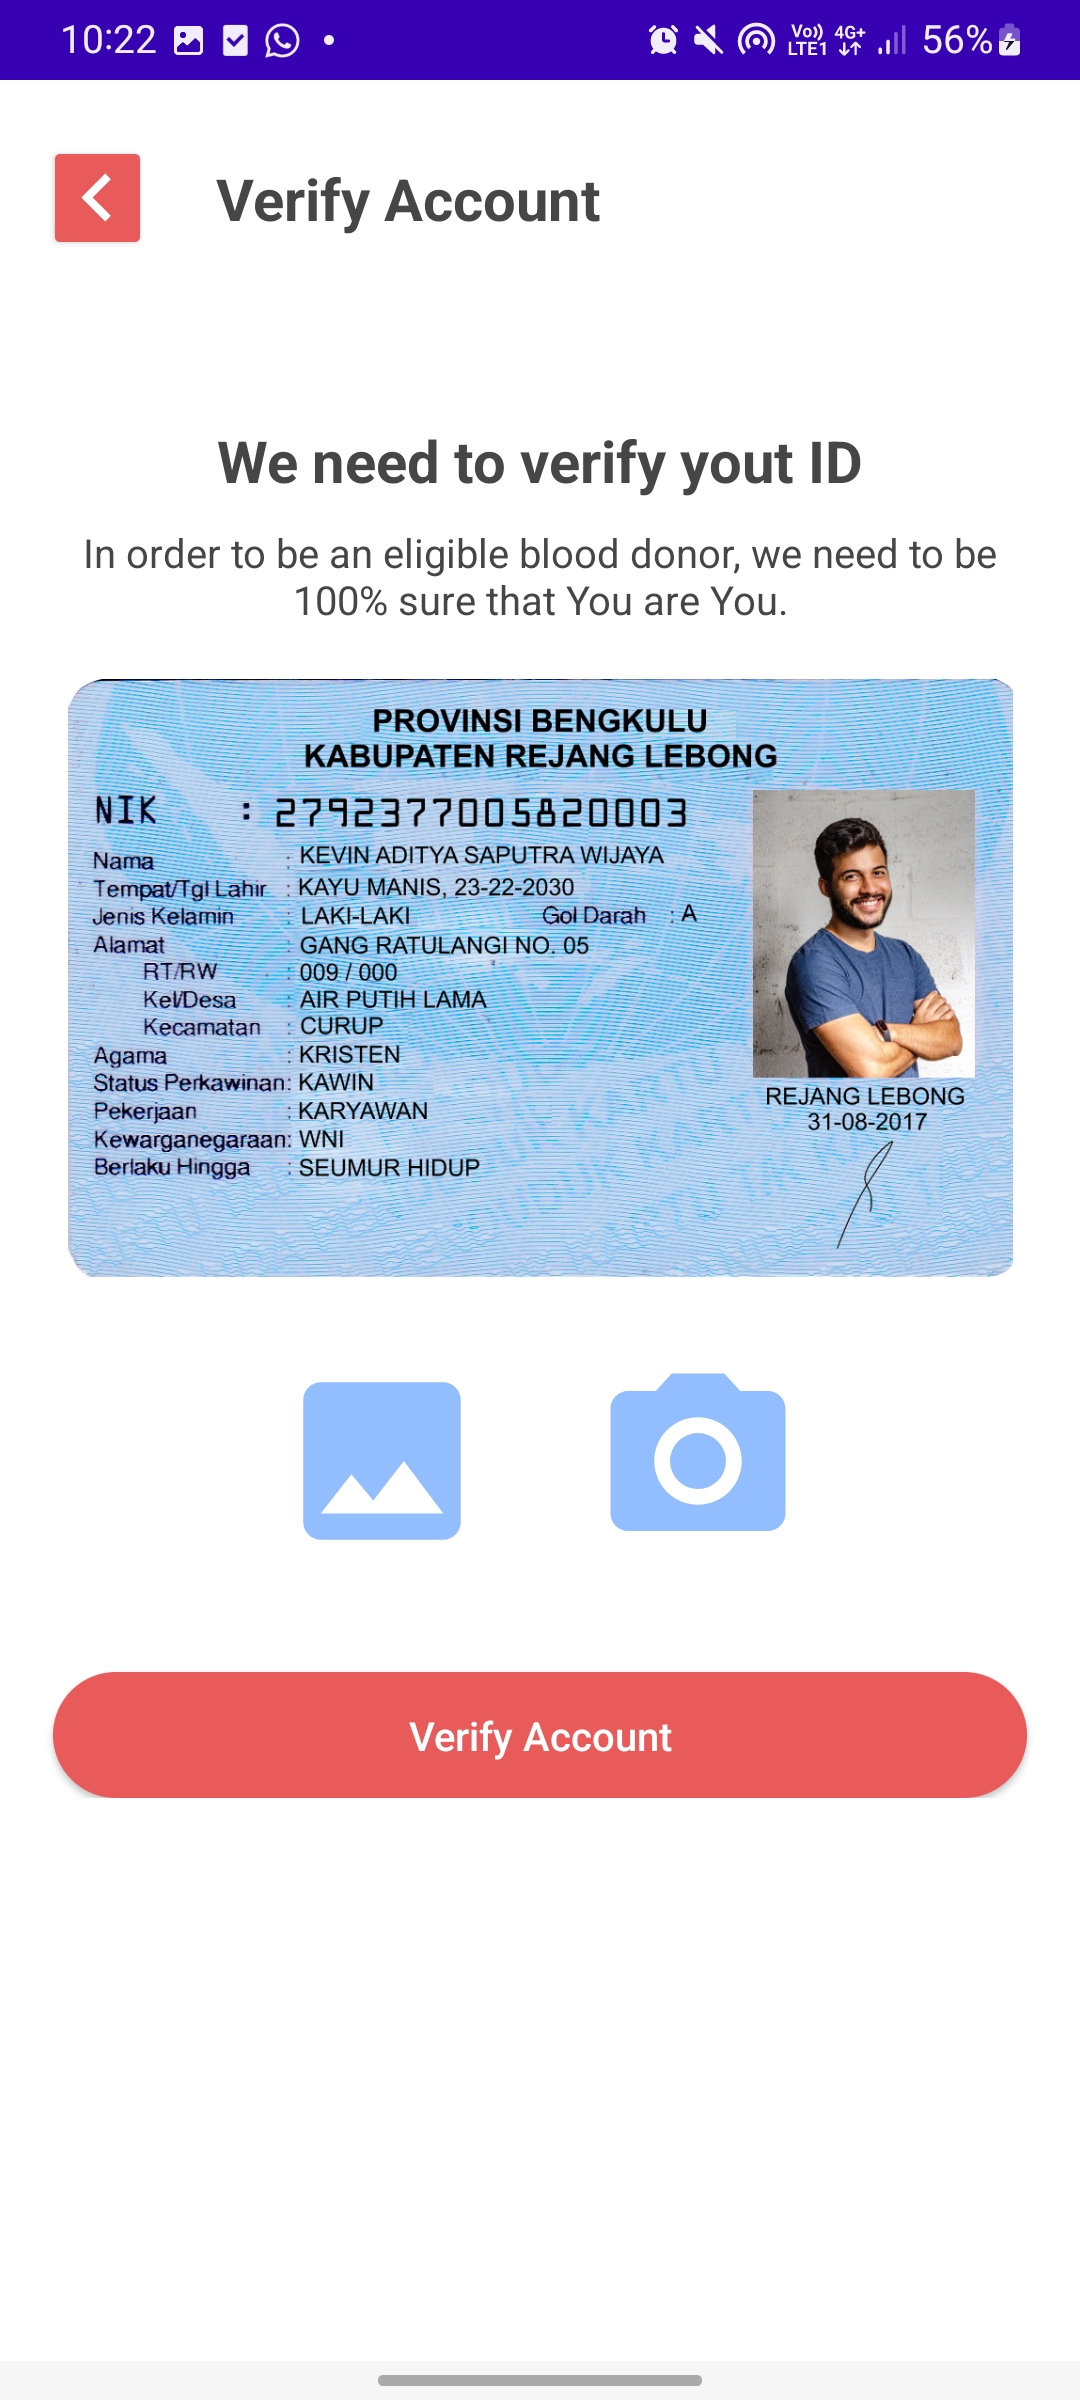 10:22
Vo)) LTE1 4G+ 56%
Verify Account
We need to verify yout ID
In order to be an eligible blood donor, we need to be
100% sure that You are You.
PROVINSI BENGKULU
KABUPATEN REJANG LEBONG
NIK : 2792377005820003
Nama : KEVIN ADITYA SAPUTRA WIJAYA
Tempat/Tgl Lahir : KAYU MANIS, 23-22-2030
Jenis Kelamin : LAKI-LAKI Gol Darah : A
Alamat : GANG RATULANGI NO. 05
RT/RW : 009 / 000
Kel/Desa : AIR PUTIH LAMA
Kecamatan : CURUP
Agama : KRISTEN
Status Perkawinan: KAWIN
Pekerjaan : KARYAWAN
Kewarganegaraan: WNI
Berlaku Hingga : SEUMUR HIDUP
REJANG LEBONG
31-08-2017
Verify Account